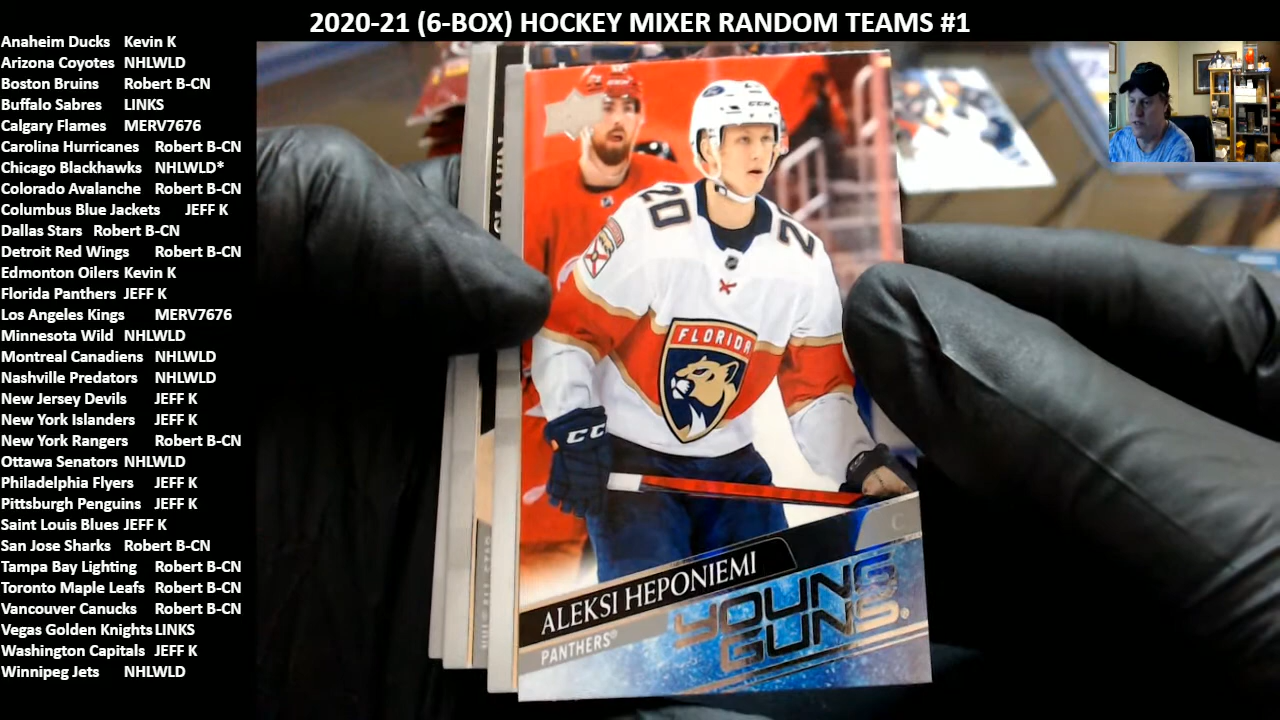 2020-21 (6-BOX) HOCKEY MIXER RANDOM TEAMS #1
Anaheim Ducks Kevin K
Arizona Coyotes NHLWLD
Boston Bruins Robert B-CN
Buffalo Sabres LINKS
Calgary Flames MERV7676
Carolina Hurricanes Robert B-CN
Chicago Blackhawks NHLWLD*
Colorado Avalanche Robert B-CN
Columbus Blue Jackets JEFF K
Dallas Stars Robert B-CN
Detroit Red Wings Robert B-CN
Edmonton Oilers Kevin K
Florida Panthers JEFF K
Los Angeles Kings MERV7676
Minnesota Wild NHLWLD
Montreal Canadiens NHLWLD
Nashville Predators NHLWLD
New Jersey Devils JEFF K
New York Islanders JEFF K
New York Rangers Robert B-CN
Ottawa Senators NHLWLD
Philadelphia Flyers JEFF K
Pittsburgh Penguins JEFF K
Saint Louis Blues JEFF K
San Jose Sharks Robert B-CN
Tampa Bay Lighting Robert B-CN
Toronto Maple Leafs Robert B-CN
Vancouver Canucks Robert B-CN
Vegas Golden Knights LINKS
Washington Capitals JEFF K
Winnipeg Jets NHLWLD
CCM
20
20
FLORIDA
CC
C
ALEKSI HEPONIEMI
PANTHERS®
YOUNG
GUNS®